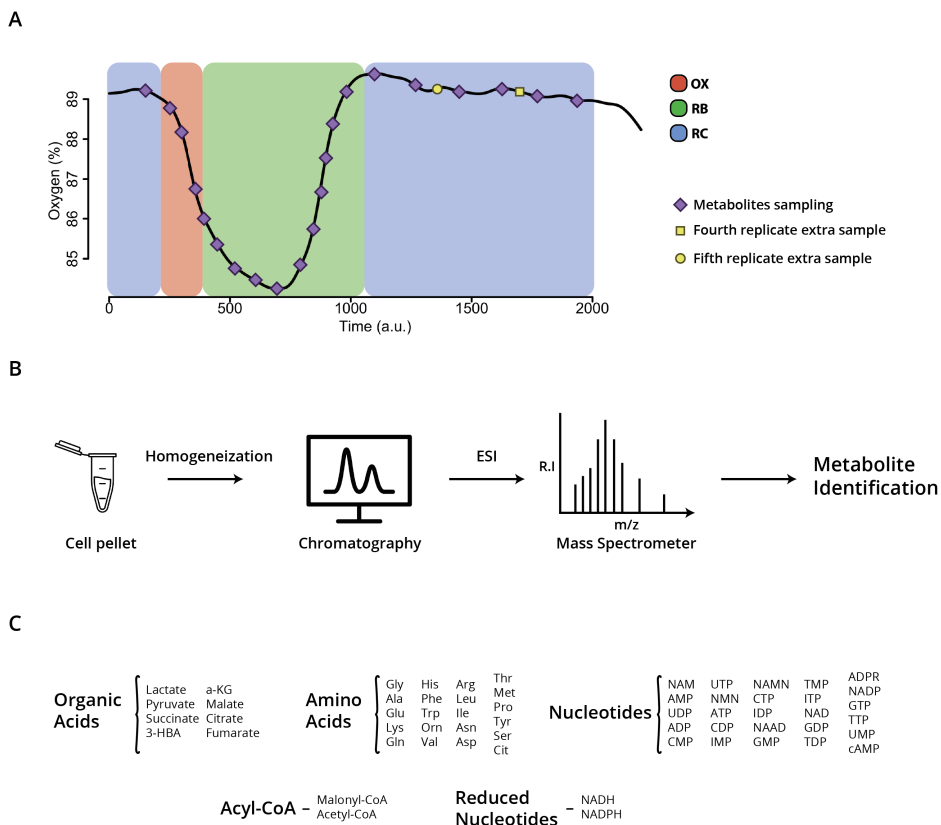 A
89
88
87
86
85
Oxygen (%)
0
500
1000
1500
2000
Time (a.u.)
OX
RB
RC
Metabolites sampling
Fourth replicate extra sample
Fifth replicate extra sample
B
Homogeneization
ESI
R.I
m/z
Metabolite
Identification
Cell pellet
Chromatography
Mass Spectrometer
C
Organic
Acids
Lactate a-KG
Pyruvate Malate
Succinate Citrate
3-HBA Fumarate
Amino
Acids
Gly His Arg Thr
Ala Phe Leu Met
Glu Trp Ile Pro
Lys Orn Asn Tyr
Gln Val Asp Ser
Cit
Nucleotides
NAM UTP NAMN TMP ADPR
AMP NMN CTP ITP NADP
UDP ATP IDP NAD GTP
ADP CDP NAAD GDP TTP
CMP IMP GMP TDP UMP
cAMP
Acyl-CoA –
Malonyl-CoA
Acetyl-CoA
Reduced
Nucleotides –
NADH
NADPH